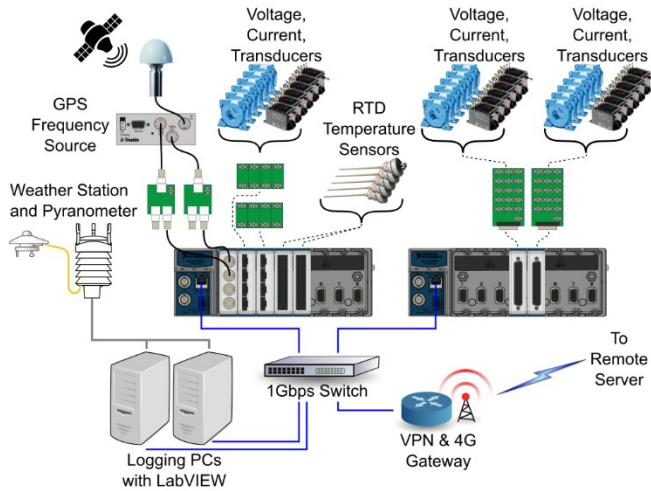 Voltage,
Current,
Transducers
Voltage,
Current,
Transducers
Voltage,
Current,
Transducers
GPS
Frequency
Source
RTD
Temperature
Sensors
Weather Station
and Pyranometer
1Gbps Switch
To
Remote
Server
VPN & 4G
Gateway
Logging PCs
with LabVIEW